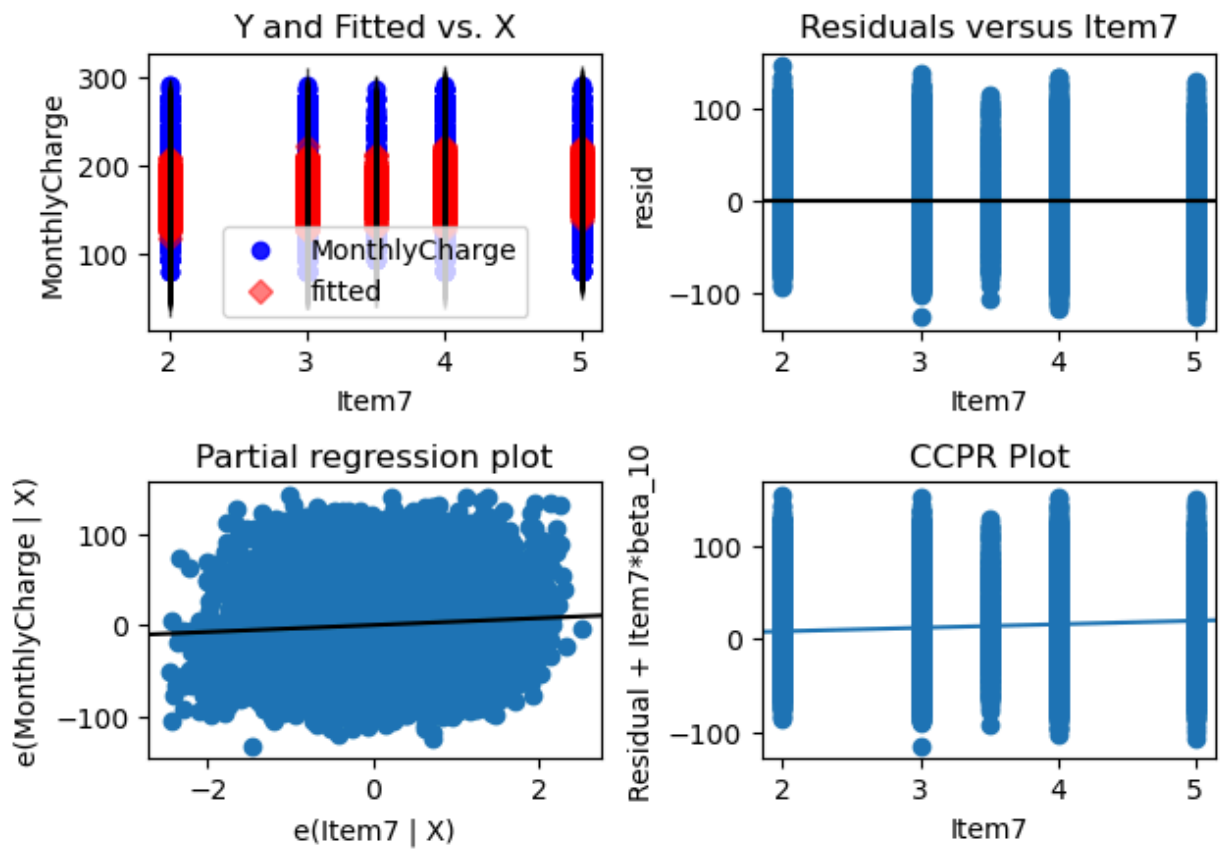 Y and Fitted vs. X
MonthlyCharge
300
200
100
MonthlyCharge
fitted
2
3
4
5
Item7
Residuals versus Item7
resid
100
0
−100
2
3
4
5
Item7
Partial regression plot
e(MonthlyCharge | X)
100
0
−100
−2
0
2
e(Item7 | X)
CCPR Plot
Residual + Item7*beta_10
100
0
−100
2
3
4
5
Item7